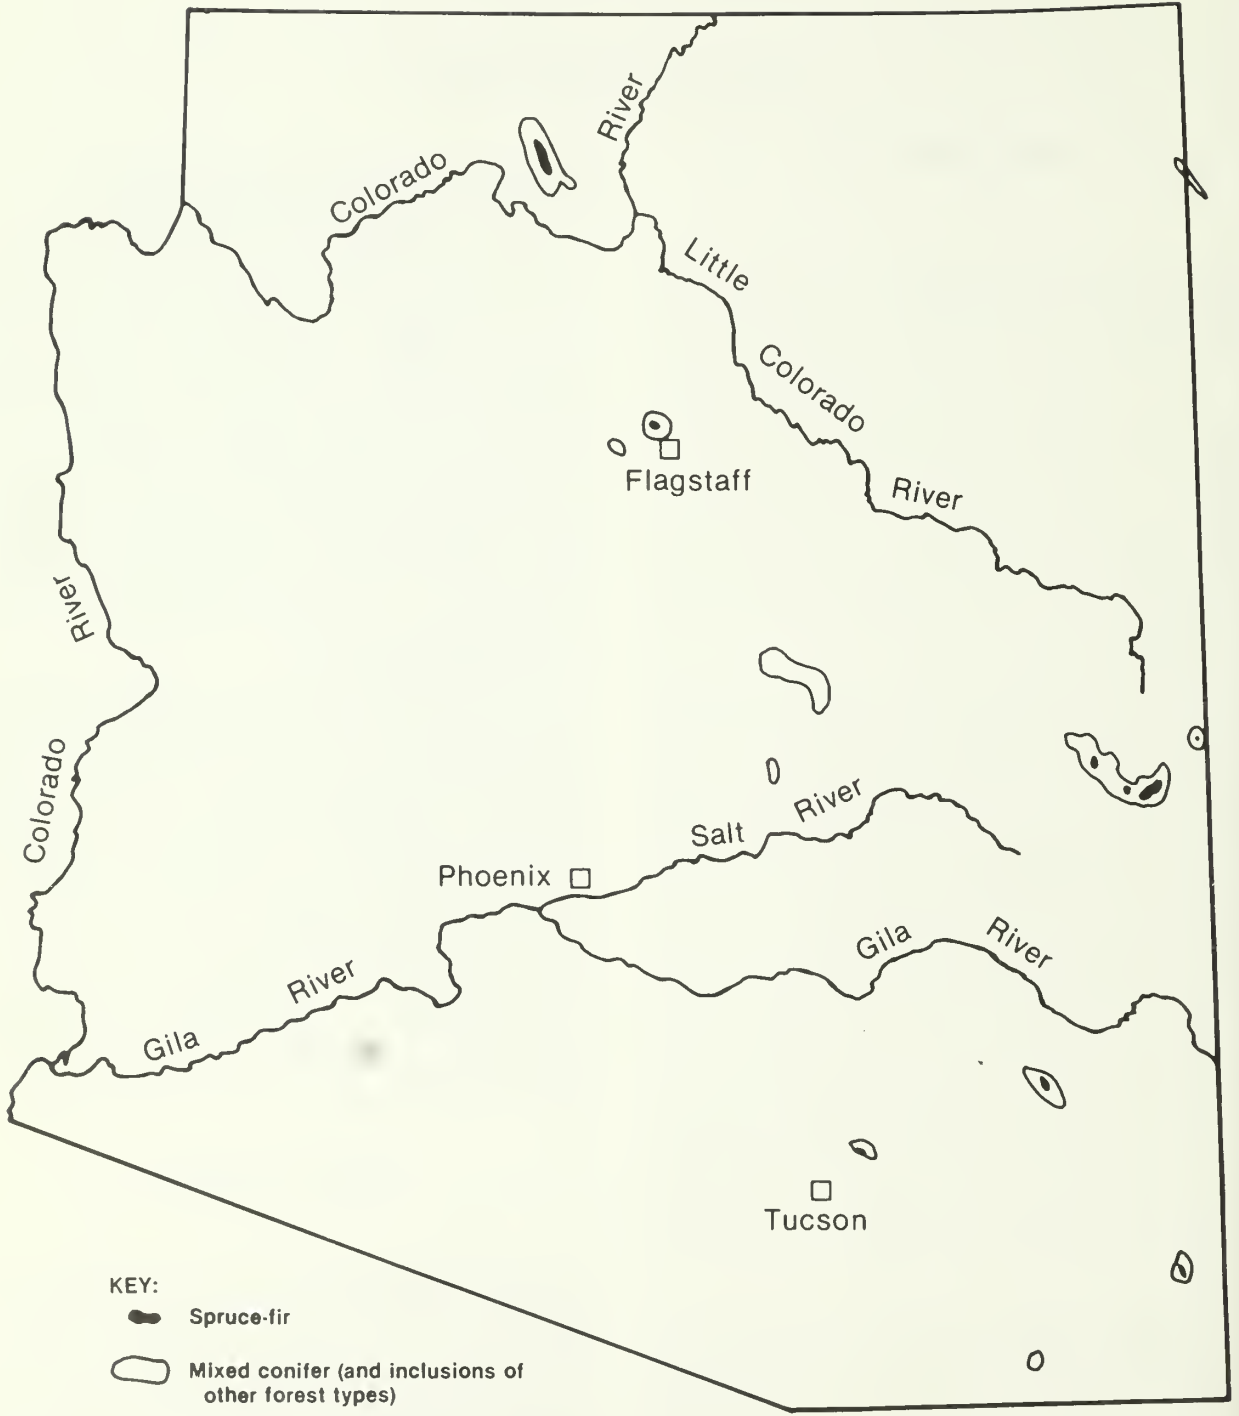 River
Colorado
Little
Colorado
River
Flagstaff
River
Colorado
River
Salt
Phoenix
Gila
River
River
Gila
Tucson
KEY:
Spruce-fir
Mixed conifer (and inclusions of
other forest types)